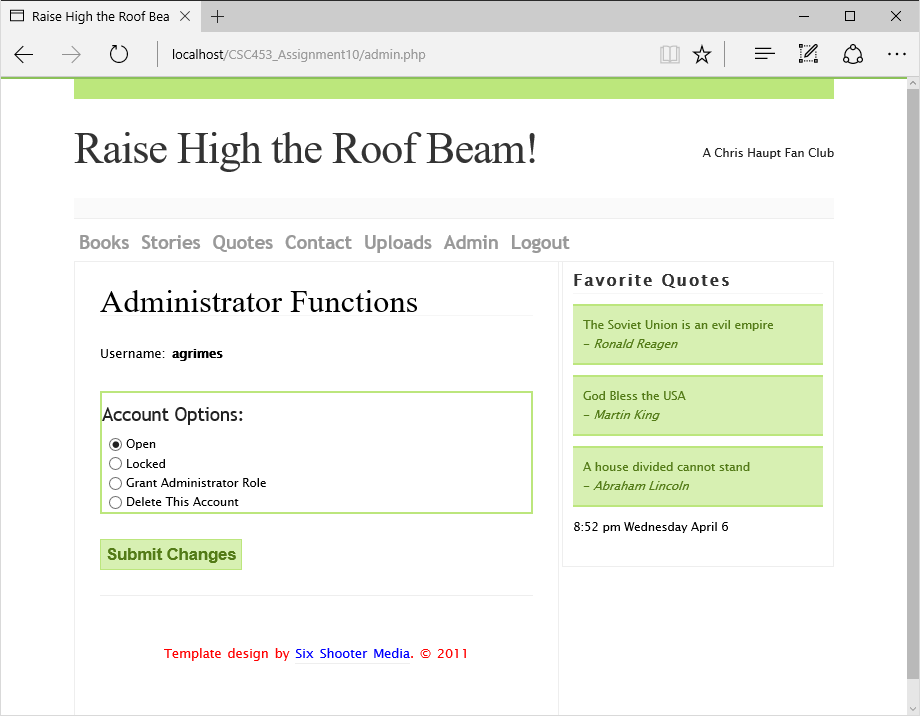 Raise High the Roof Bea
localhost/CSC453_Assignment10/admin.php
Raise High the Roof Beam!
A Chris Haupt Fan Club
Books Stories Quotes Contact Uploads Admin Logout
Administrator Functions
Username: agrimes
Account Options:
Open
Locked
Grant Administrator Role
Delete This Account
Submit Changes
Favorite Quotes
The Soviet Union is an evil empire
– Ronald Reagen
God Bless the USA
– Martin King
A house divided cannot stand
– Abraham Lincoln
8:52 pm Wednesday April 6
Template design by Six Shooter Media. © 2011